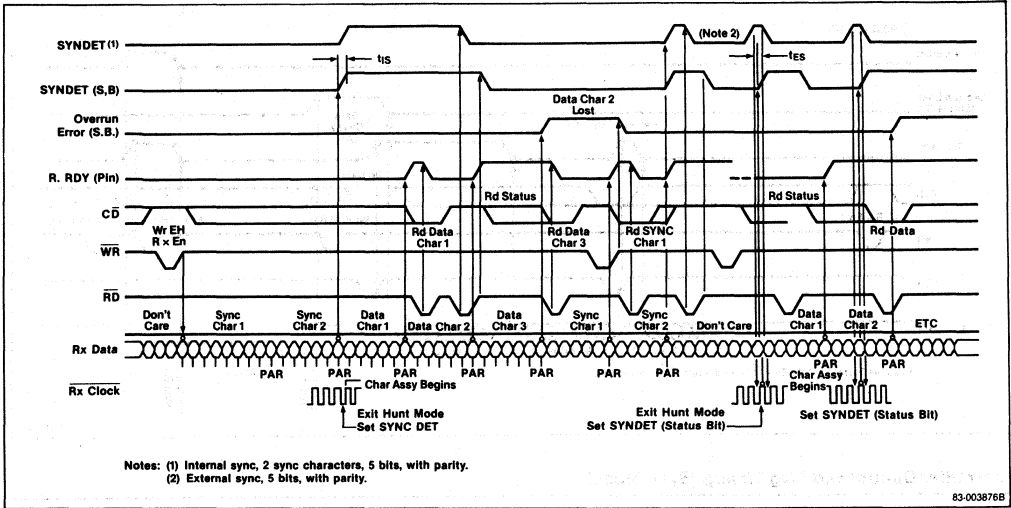 SYNDET (1)
(Note 2)
tIS
tES
SYNDET (S,B)
Data Char 2
Lost
Overrun
Error (S.B.)
R. RDY (Pin)
Rd Status
Rd Status
CD
Wr EH
R x En
Rd Data
Char 1
Rd Data
Char 3
Rd SYNC
Char 1
Rd Data
WR
RD
Don't
Care
Sync
Char 1
Sync
Char 2
Data
Char 1
Data Char 2
Data
Char 3
Sync
Char 1
Sync
Char 2
Don't Care
Data
Char 1
Data
Char 2
ETC
Rx Data
PAR
PAR
PAR
PAR
PAR
PAR
PAR
PAR
PAR
Rx Clock
Char Assy Begins
Exit Hunt Mode
Set SYNC DET
Char Assy
Begins
Exit Hunt Mode
Set SYNDET (Status Bit)
Set SYNDET (Status Bit)
Notes: (1) Internal sync, 2 sync characters, 5 bits, with parity.
(2) External sync, 5 bits, with parity.
83-003876B